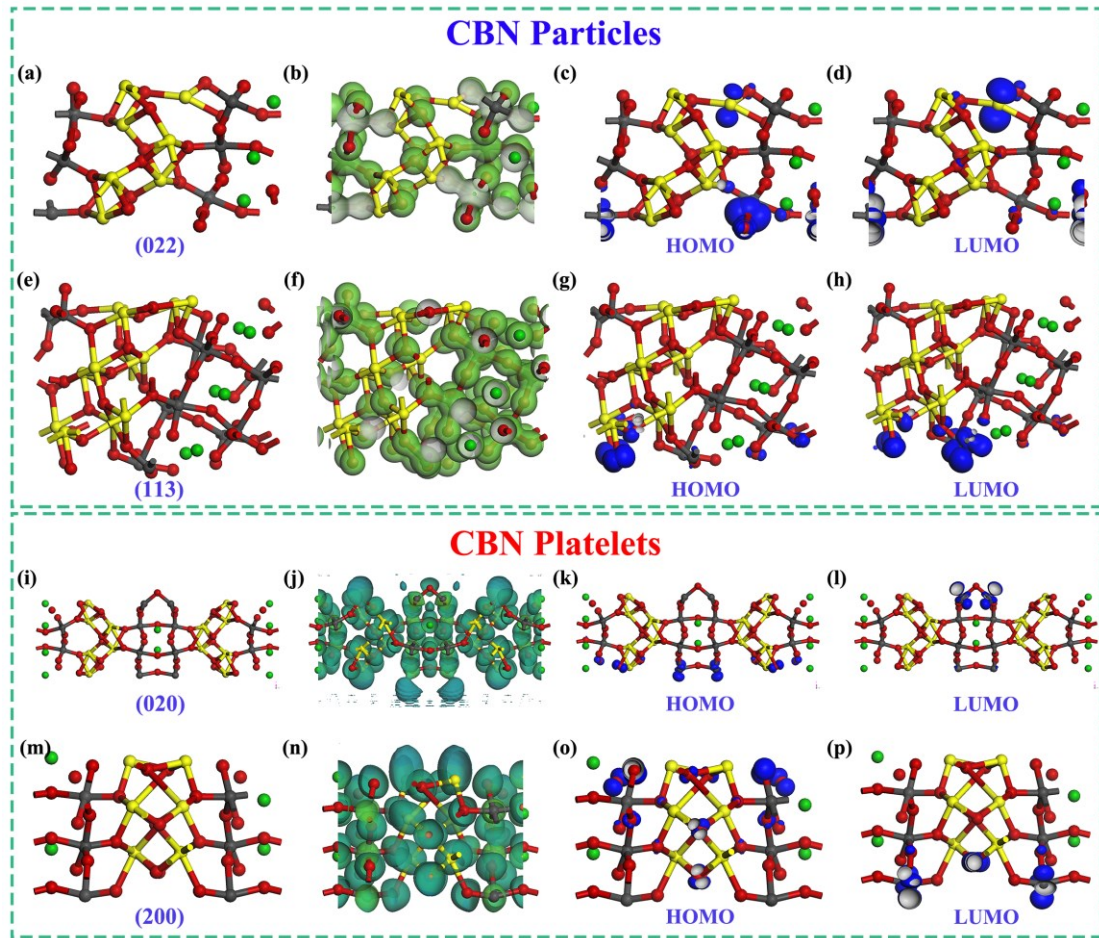 CBN Particles
(a) (b) (c) (d)
(022) HOMO LUMO
(e) (f) (g) (h)
(113) HOMO LUMO
CBN Platelets
(i) (j) (k) (l)
(020) HOMO LUMO
(m) (n) (o) (p)
(200) HOMO LUMO